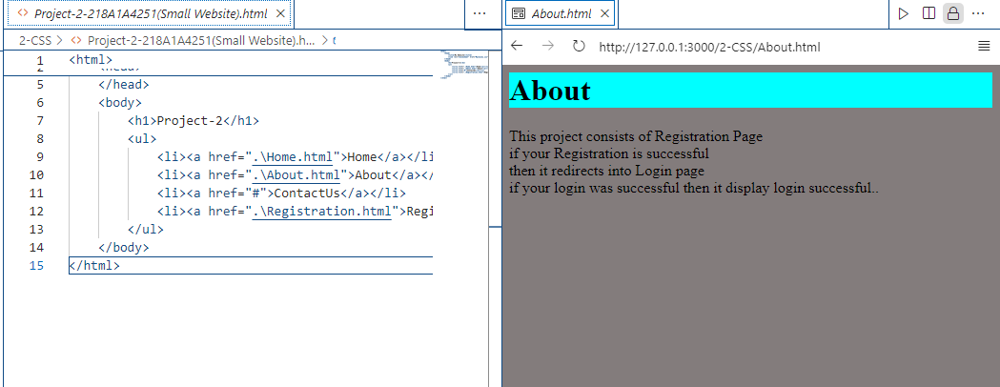 Project-2-218A1A4251(Small Website).html
2-CSS > Project-2-218A1A4251(Small Website).h...
1 <html>
2 <head>
5 </head>
6 <body>
7 <h1>Project-2</h1>
8 <ul>
9 <li><a href=".\Home.html">Home</a></li
10 <li><a href=".\About.html">About</a></
11 <li><a href="#">ContactUs</a></li>
12 <li><a href=".\Registration.html">Regi
13 </ul>
14 </body>
15 </html>
About.html
http://127.0.0.1:3000/2-CSS/About.html
About
This project consists of Registration Page
if your Registration is successful
then it redirects into Login page
if your login was successful then it display login successful..